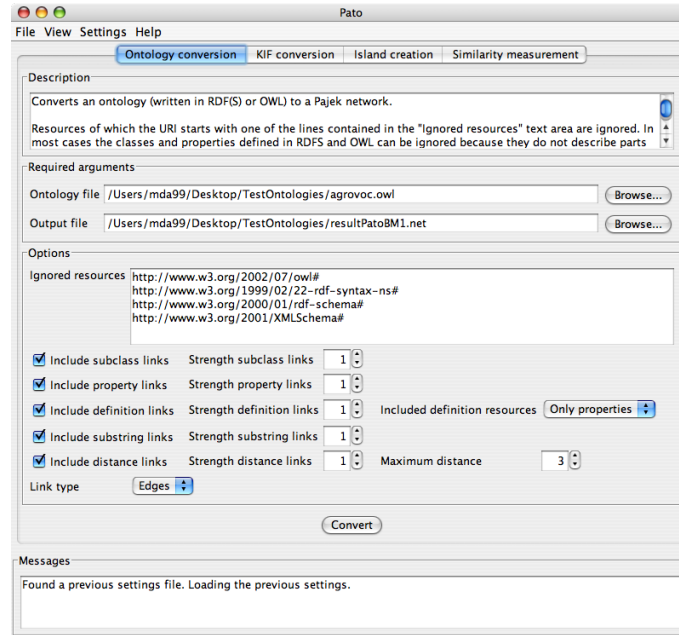 Pato
File View Settings Help
Ontology conversion KIF conversion Island creation Similarity measurement
Description
Converts an ontology (written in RDF(S) or OWL) to a Pajek network.
Resources of which the URI starts with one of the lines contained in the "Ignored resources" text area are ignored. In
most cases the classes and properties defined in RDFS and OWL can be ignored because they do not describe parts
Required arguments
Ontology file /Users/mda99/Desktop/TestOntologies/agrovoc.owl Browse...
Output file /Users/mda99/Desktop/TestOntologies/resultPatoBM1.net Browse...
Options
Ignored resources http://www.w3.org/2002/07/owl#
http://www.w3.org/1999/02/22-rdf-syntax-ns#
http://www.w3.org/2000/01/rdf-schema#
http://www.w3.org/2001/XMLSchema#
Include subclass links Strength subclass links 1
Include property links Strength property links 1
Include definition links Strength definition links 1 Included definition resources Only properties
Include substring links Strength substring links 1
Include distance links Strength distance links 1 Maximum distance 3
Link type Edges
Convert
Messages
Found a previous settings file. Loading the previous settings.